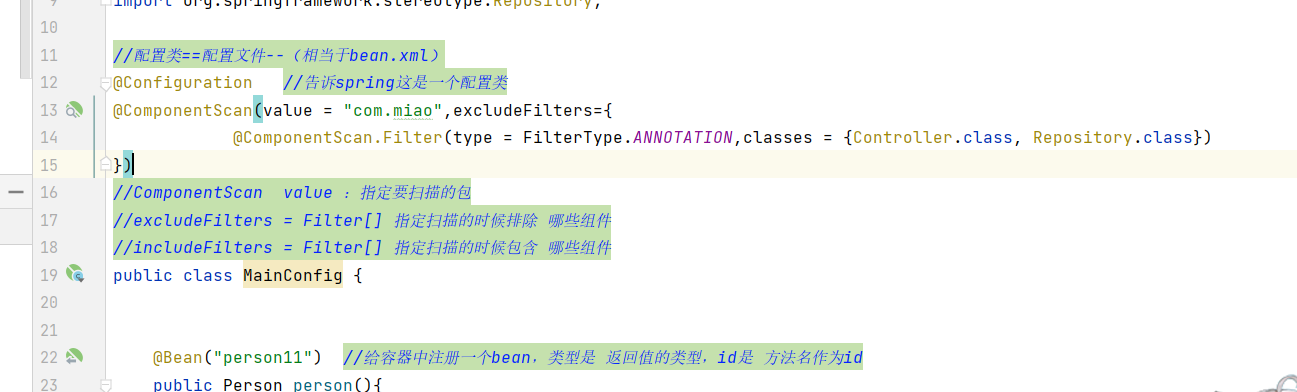 9 import org.springframework.stereotype.Repository;
10
11 //配置类==配置文件--（相当于bean.xml）
12 @Configuration //告诉spring这是一个配置类
13 @ComponentScan(value = "com.miao",excludeFilters={
14 @ComponentScan.Filter(type = FilterType.ANNOTATION,classes = {Controller.class, Repository.class})
15 })
16 //ComponentScan value ：指定要扫描的包
17 //excludeFilters = Filter[] 指定扫描的时候排除 哪些组件
18 //includeFilters = Filter[] 指定扫描的时候包含 哪些组件
19 public class MainConfig {
20
21
22 @Bean("person11") //给容器中注册一个bean，类型是 返回值的类型，id是 方法名作为id
23 public Person person(){